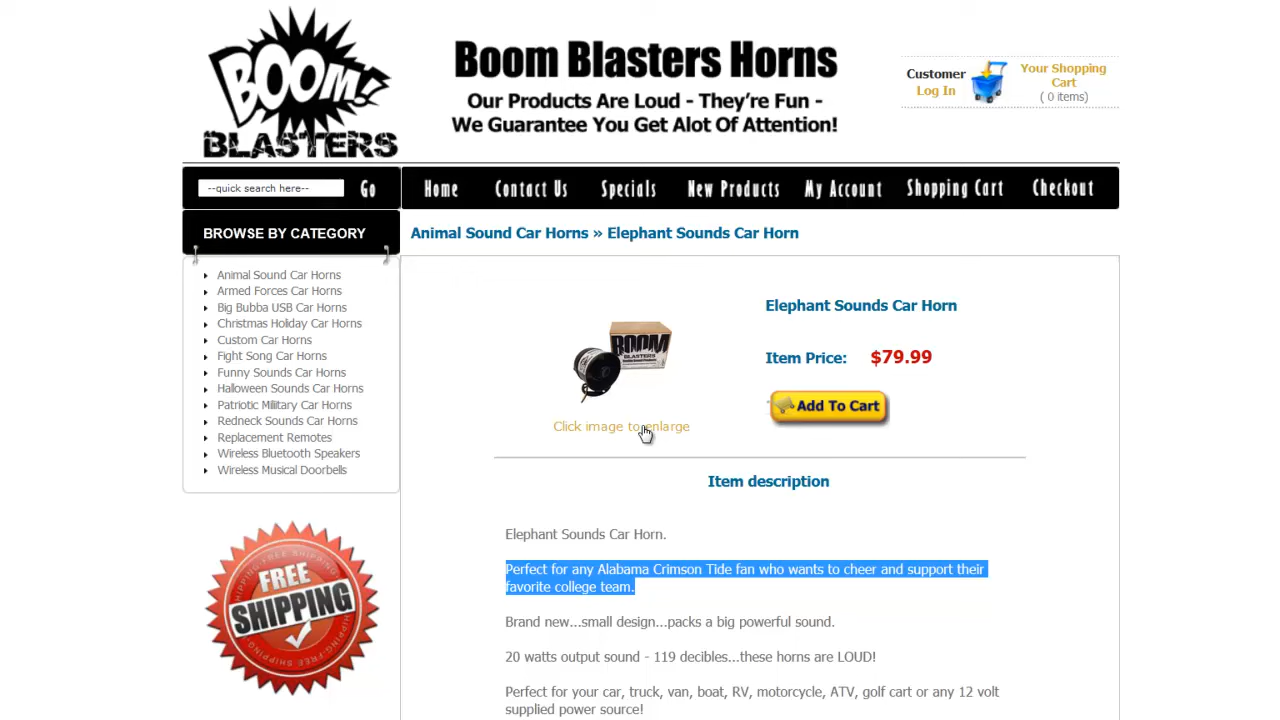 BOOM!
BLASTERS
Boom Blasters Horns
Our Products Are Loud - They're Fun -
We Guarantee You Get Alot Of Attention!
Customer
Log In
Your Shopping
Cart
( 0 items)
--quick search here--
Go
Home
Contact Us
Specials
New Products
My Account
Shopping Cart
Checkout
BROWSE BY CATEGORY
Animal Sound Car Horns
Armed Forces Car Horns
Big Bubba USB Car Horns
Christmas Holiday Car Horns
Custom Car Horns
Fight Song Car Horns
Funny Sounds Car Horns
Halloween Sounds Car Horns
Patriotic Military Car Horns
Redneck Sounds Car Horns
Replacement Remotes
Wireless Bluetooth Speakers
Wireless Musical Doorbells
FREE SHIPPING
FREE
SHIPPING
FREE SHIPPING
Animal Sound Car Horns » Elephant Sounds Car Horn
BOOM
BLASTERS
Click image to enlarge
Elephant Sounds Car Horn
Item Price: $79.99
Add To Cart
Item description
Elephant Sounds Car Horn.
Perfect for any Alabama Crimson Tide fan who wants to cheer and support their
favorite college team.
Brand new...small design...packs a big powerful sound.
20 watts output sound - 119 decibles...these horns are LOUD!
Perfect for your car, truck, van, boat, RV, motorcycle, ATV, golf cart or any 12 volt
supplied power source!